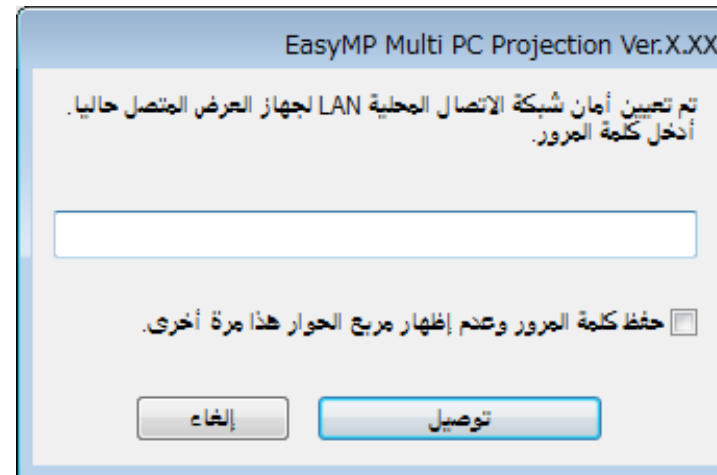 EasyMP Multi PC Projection Ver.X.XX
تم تعيين أمان شبكة الاتصال المحلية LAN لجهاز العرض المتصل حاليا.
أدخل كلمة المرور.
حفظ كلمة المرور وعدم إظهار مربع الحوار هذا مرة أخرى.
توصيل
إلغاء